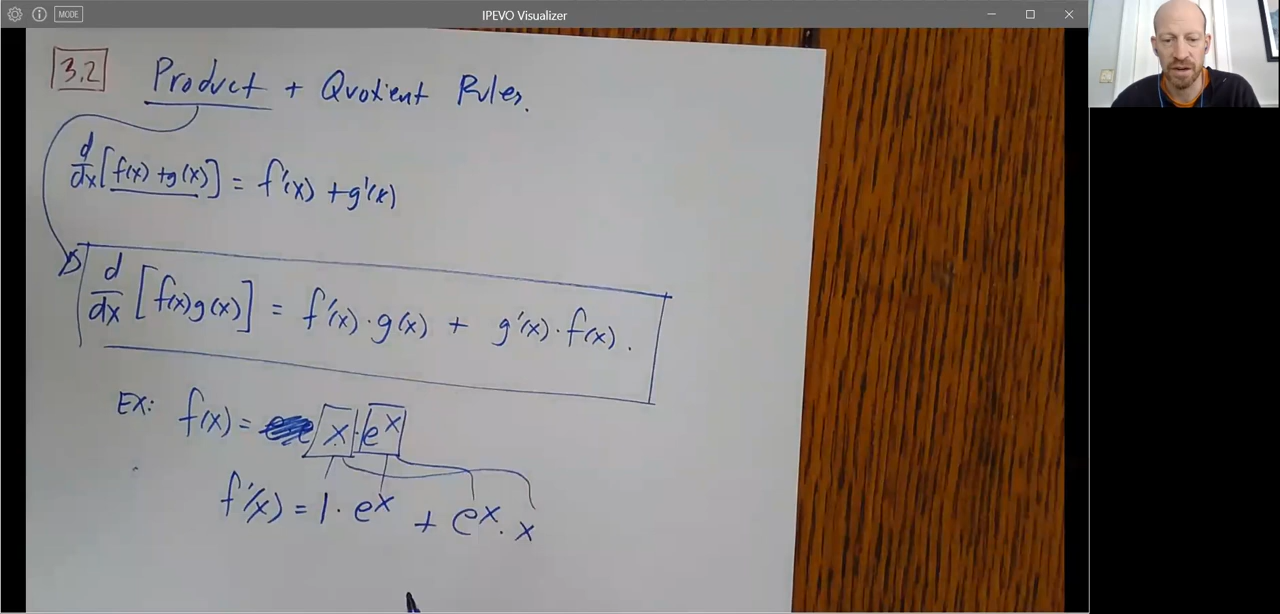 MODE
IPEVO Visualizer
3.2 Product + Quotient Rules.
d/dx [f(x) + g(x)] = f'(x) + g'(x)
d/dx [f(x)g(x)] = f'(x) · g(x) + g'(x) · f(x).
EX: f(x) = x · e^x
f'(x) = 1 · e^x + e^x · x